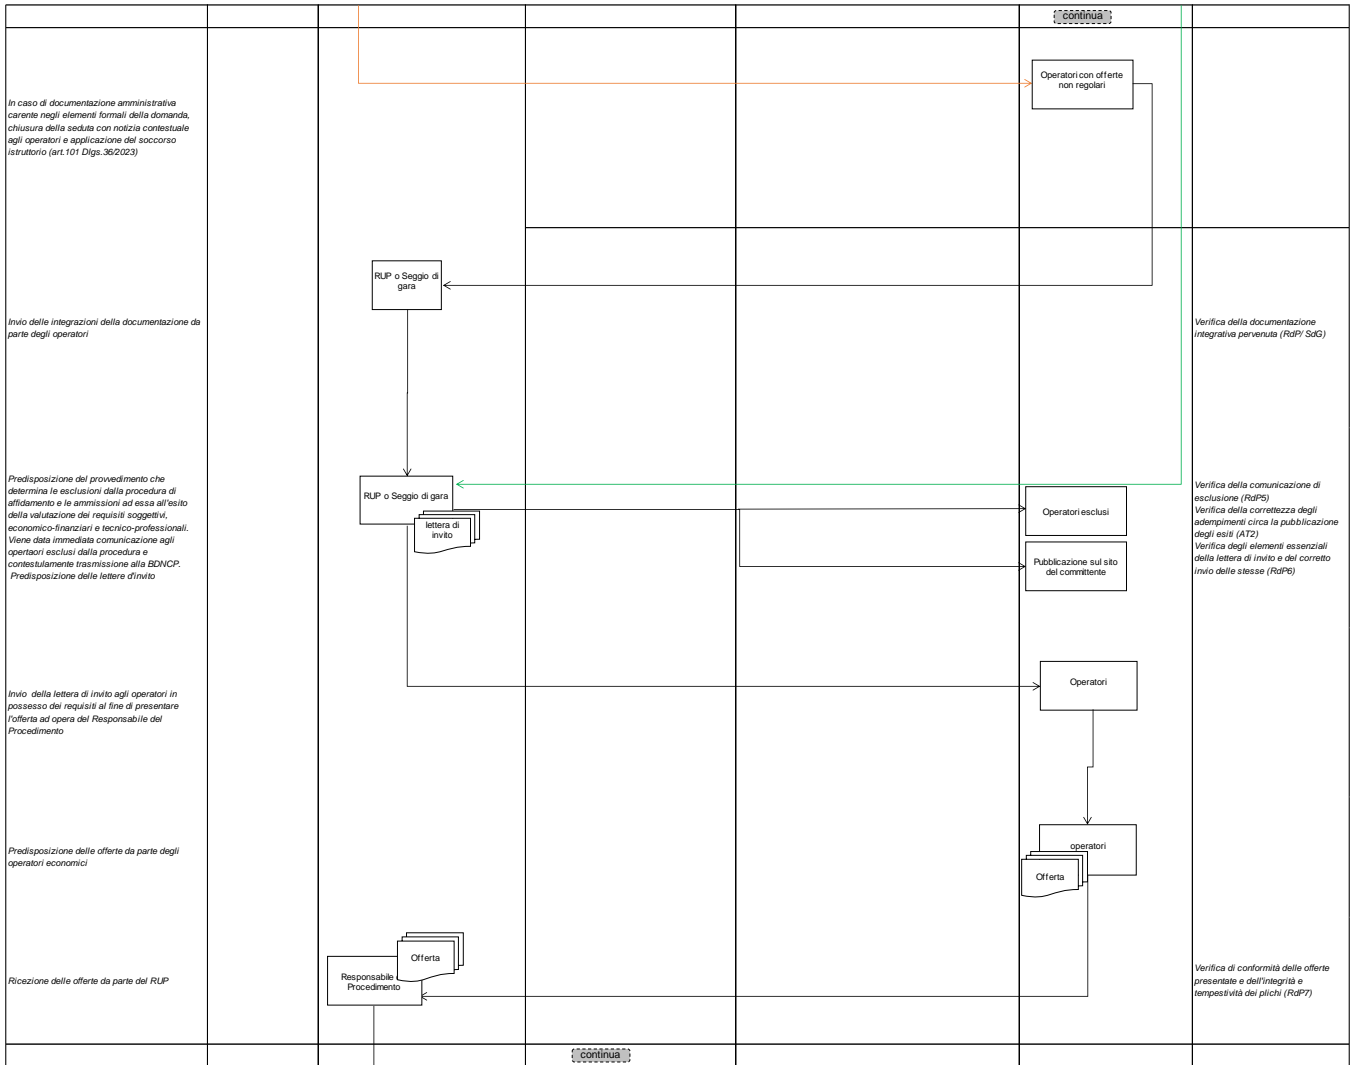 continua
Operatori con offerte
non regolari
In caso di documentazione amministrativa
carente negli elementi formali della domanda,
chiusura della seduta con notizia contestuale
agli operatori e applicazione del soccorso
istruttorio (art.101 Dlgs.36/2023)
RUP o Seggio di
gara
Invio delle integrazioni della documentazione da
parte degli operatori
Verifica della documentazione
integrativa pervenuta (RdP/ SdG)
Predisposizione del provvedimento che
determina le esclusioni dalla procedura di
affidamento e le ammissioni ad essa all'esito
della valutazione dei requisiti soggettivi,
economico-finanziari e tecnico-professionali.
Viene data immediata comunicazione agli
opertaori esclusi dalla procedura e
contestulamente trasmissione alla BDNCP.
Predisposizione delle lettere d'invito
RUP o Seggio di gara
lettera di
invito
Operatori esclusi
Pubblicazione sul sito
del committente
Verifica della comunicazione di
esclusione (RdP5)
Verifica della correttezza degli
adempimenti circa la pubblicazione
degli esiti (AT2)
Verifica degli elementi essenziali
della lettera di invito e del corretto
invio delle stesse (RdP6)
Operatori
Invio della lettera di invito agli operatori in
possesso dei requisiti al fine di presentare
l'offerta ad opera del Responsabile del
Procedimento
Predisposizione delle offerte da parte degli
operatori economici
operatori
Offerta
Offerta
Responsabile
Procedimento
Ricezione delle offerte da parte del RUP
Verifica di conformità delle offerte
presentate e dell'integrità e
tempestività dei plichi (RdP7)
continua